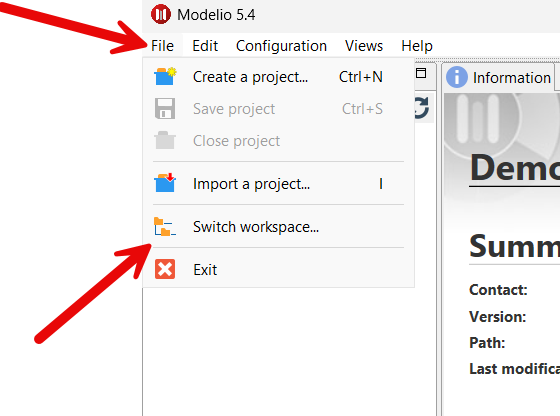 Modelio 5.4
File Edit Configuration Views Help
Create a project... Ctrl+N
Save project Ctrl+S
Close project
Import a project... I
Switch workspace...
Exit
Information
Demo
Summ
Contact:
Version:
Path:
Last modifica